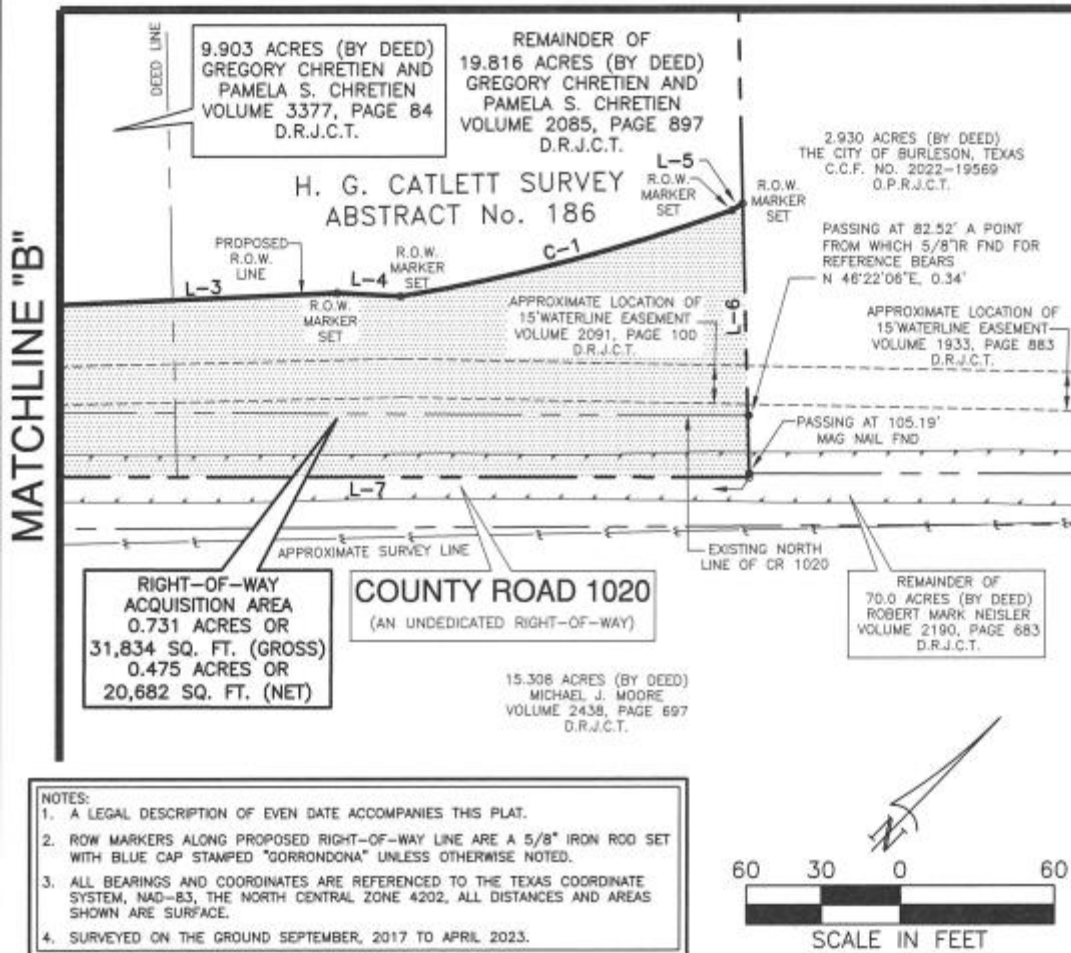 MATCHLINE "B"
DEED LINE
9.903 ACRES (BY DEED)
GREGORY CHRETIEN AND
PAMELA S. CHRETIEN
VOLUME 3377, PAGE 84
D.R.J.C.T.
REMAINDER OF
19.816 ACRES (BY DEED)
GREGORY CHRETIEN AND
PAMELA S. CHRETIEN
VOLUME 2085, PAGE 897
D.R.J.C.T.
H. G. CATLETT SURVEY
ABSTRACT No. 186
2.930 ACRES (BY DEED)
THE CITY OF BURLESON, TEXAS
C.C.F. NO. 2022-19569
O.P.R.J.C.T.
L-5
R.O.W.
MARKER
SET
R.O.W.
MARKER
SET
PASSING AT 82.52' A POINT
FROM WHICH 5/8"IR FND FOR
REFERENCE BEARS
N 46°22'06"E, 0.34'
PROPOSED
R.O.W.
LINE
L-3
L-4
R.O.W.
MARKER
SET
R.O.W.
MARKER
SET
C-1
L-6
APPROXIMATE LOCATION OF
15'WATERLINE EASEMENT
VOLUME 2091, PAGE 100
D.R.J.C.T.
APPROXIMATE LOCATION OF
15'WATERLINE EASEMENT
VOLUME 1933, PAGE 883
D.R.J.C.T.
PASSING AT 105.19'
MAG NAIL FND
L-7
APPROXIMATE SURVEY LINE
EXISTING NORTH
LINE OF CR 1020
RIGHT-OF-WAY
ACQUISITION AREA
0.731 ACRES OR
31,834 SQ. FT. (GROSS)
0.475 ACRES OR
20,682 SQ. FT. (NET)
COUNTY ROAD 1020
(AN UNDEDICATED RIGHT-OF-WAY)
REMAINDER OF
70.0 ACRES (BY DEED)
ROBERT MARK NEISLER
VOLUME 2190, PAGE 683
D.R.J.C.T.
15.308 ACRES (BY DEED)
MICHAEL J. MOORE
VOLUME 2438, PAGE 697
D.R.J.C.T.
NOTES:
1. A LEGAL DESCRIPTION OF EVEN DATE ACCOMPANIES THIS PLAT.
2. ROW MARKERS ALONG PROPOSED RIGHT-OF-WAY LINE ARE A 5/8" IRON ROD SET
WITH BLUE CAP STAMPED "GORRONDONA" UNLESS OTHERWISE NOTED.
3. ALL BEARINGS AND COORDINATES ARE REFERENCED TO THE TEXAS COORDINATE
SYSTEM, NAD-83, THE NORTH CENTRAL ZONE 4202, ALL DISTANCES AND AREAS
SHOWN ARE SURFACE.
4. SURVEYED ON THE GROUND SEPTEMBER, 2017 TO APRIL 2023.
N
60 30 0 60
SCALE IN FEET